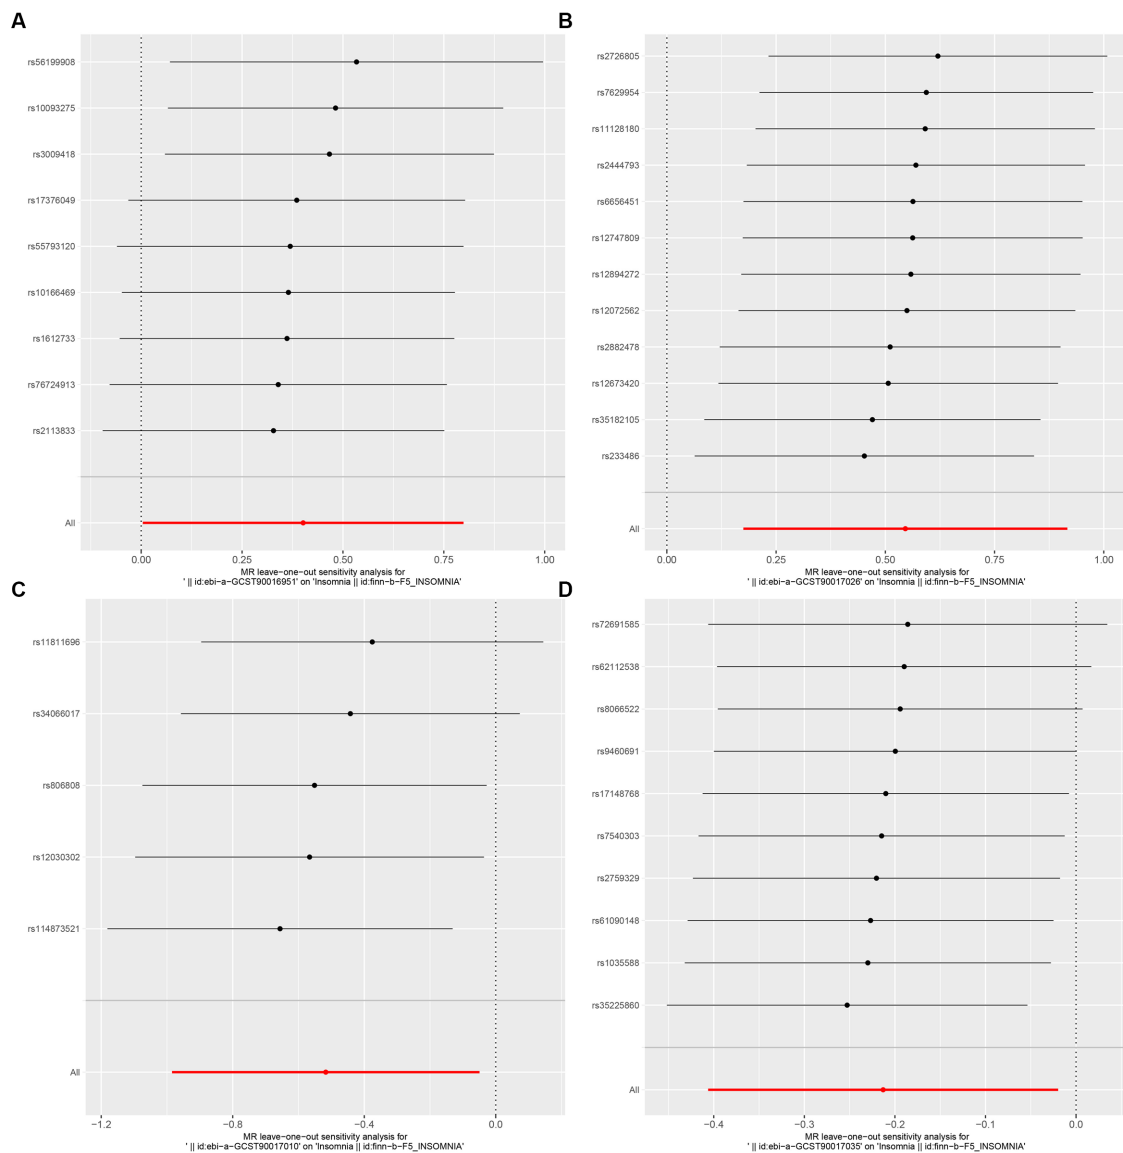 A
rs56199908
rs10093275
rs3009418
rs17376049
rs55793120
rs10166469
rs1612733
rs76724913
rs2113833
All
0.00 0.25 0.50 0.75 1.00
MR leave-one-out sensitivity analysis for
' || id:ebi-a-GCST90016951' on 'Insomnia || id:finn-b-F5_INSOMNIA'
B
rs2726805
rs7629954
rs11128180
rs2444793
rs6656451
rs12747809
rs12894272
rs12072562
rs2882478
rs12673420
rs35182105
rs233486
All
0.00 0.25 0.50 0.75 1.00
MR leave-one-out sensitivity analysis for
' || id:ebi-a-GCST90017026' on 'Insomnia || id:finn-b-F5_INSOMNIA'
C
rs11811696
rs34066017
rs806808
rs12030302
rs114873521
All
−1.2 −0.8 −0.4 0.0
MR leave-one-out sensitivity analysis for
' || id:ebi-a-GCST90017010' on 'Insomnia || id:finn-b-F5_INSOMNIA'
D
rs72691585
rs62112538
rs8066522
rs9460691
rs17148768
rs7540303
rs2759329
rs61090148
rs1035588
rs35225860
All
−0.4 −0.3 −0.2 −0.1 0.0
MR leave-one-out sensitivity analysis for
' || id:ebi-a-GCST90017035' on 'Insomnia || id:finn-b-F5_INSOMNIA'